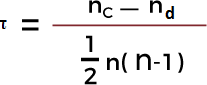 τ = 
n_c — n_d
1
2
n( n-1 )